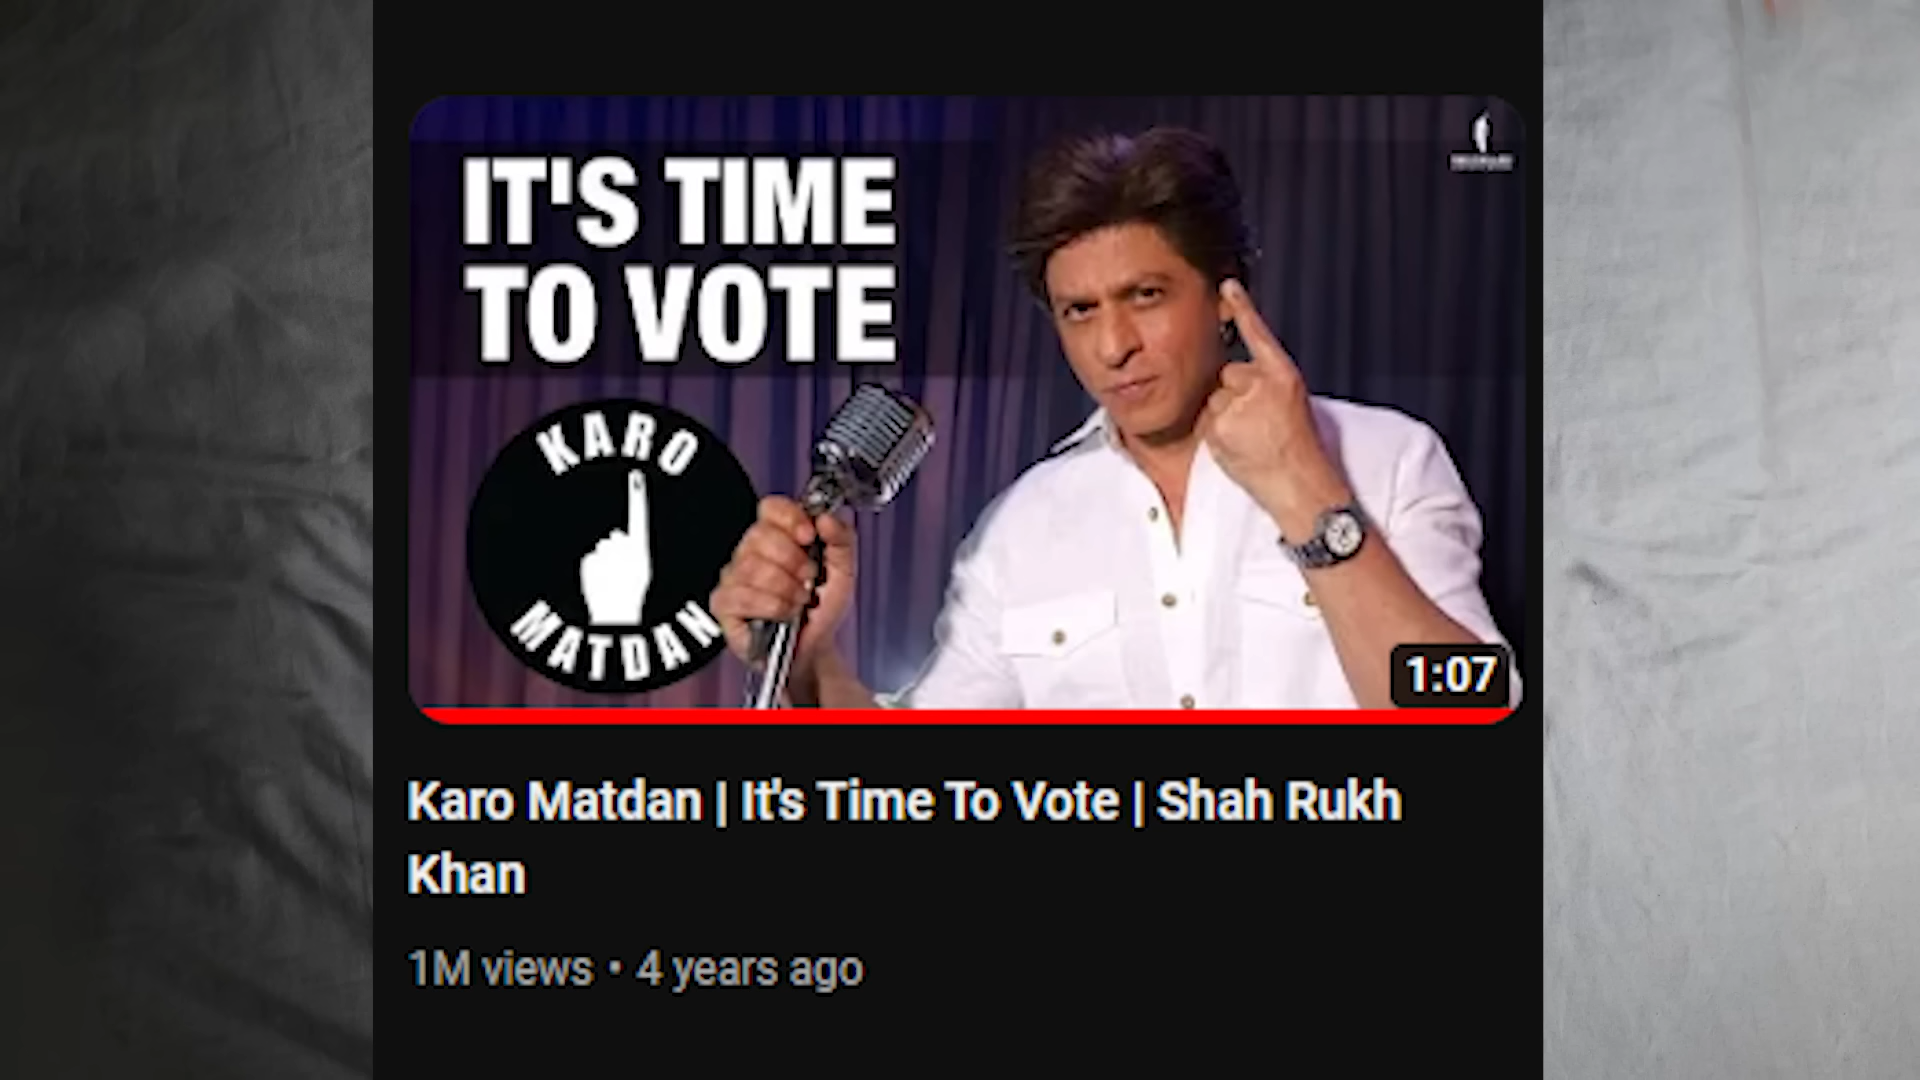 IT'S TIME
TO VOTE
KARO
MATDAN
1:07
Karo Matdan | It's Time To Vote | Shah Rukh
Khan
1M views • 4 years ago